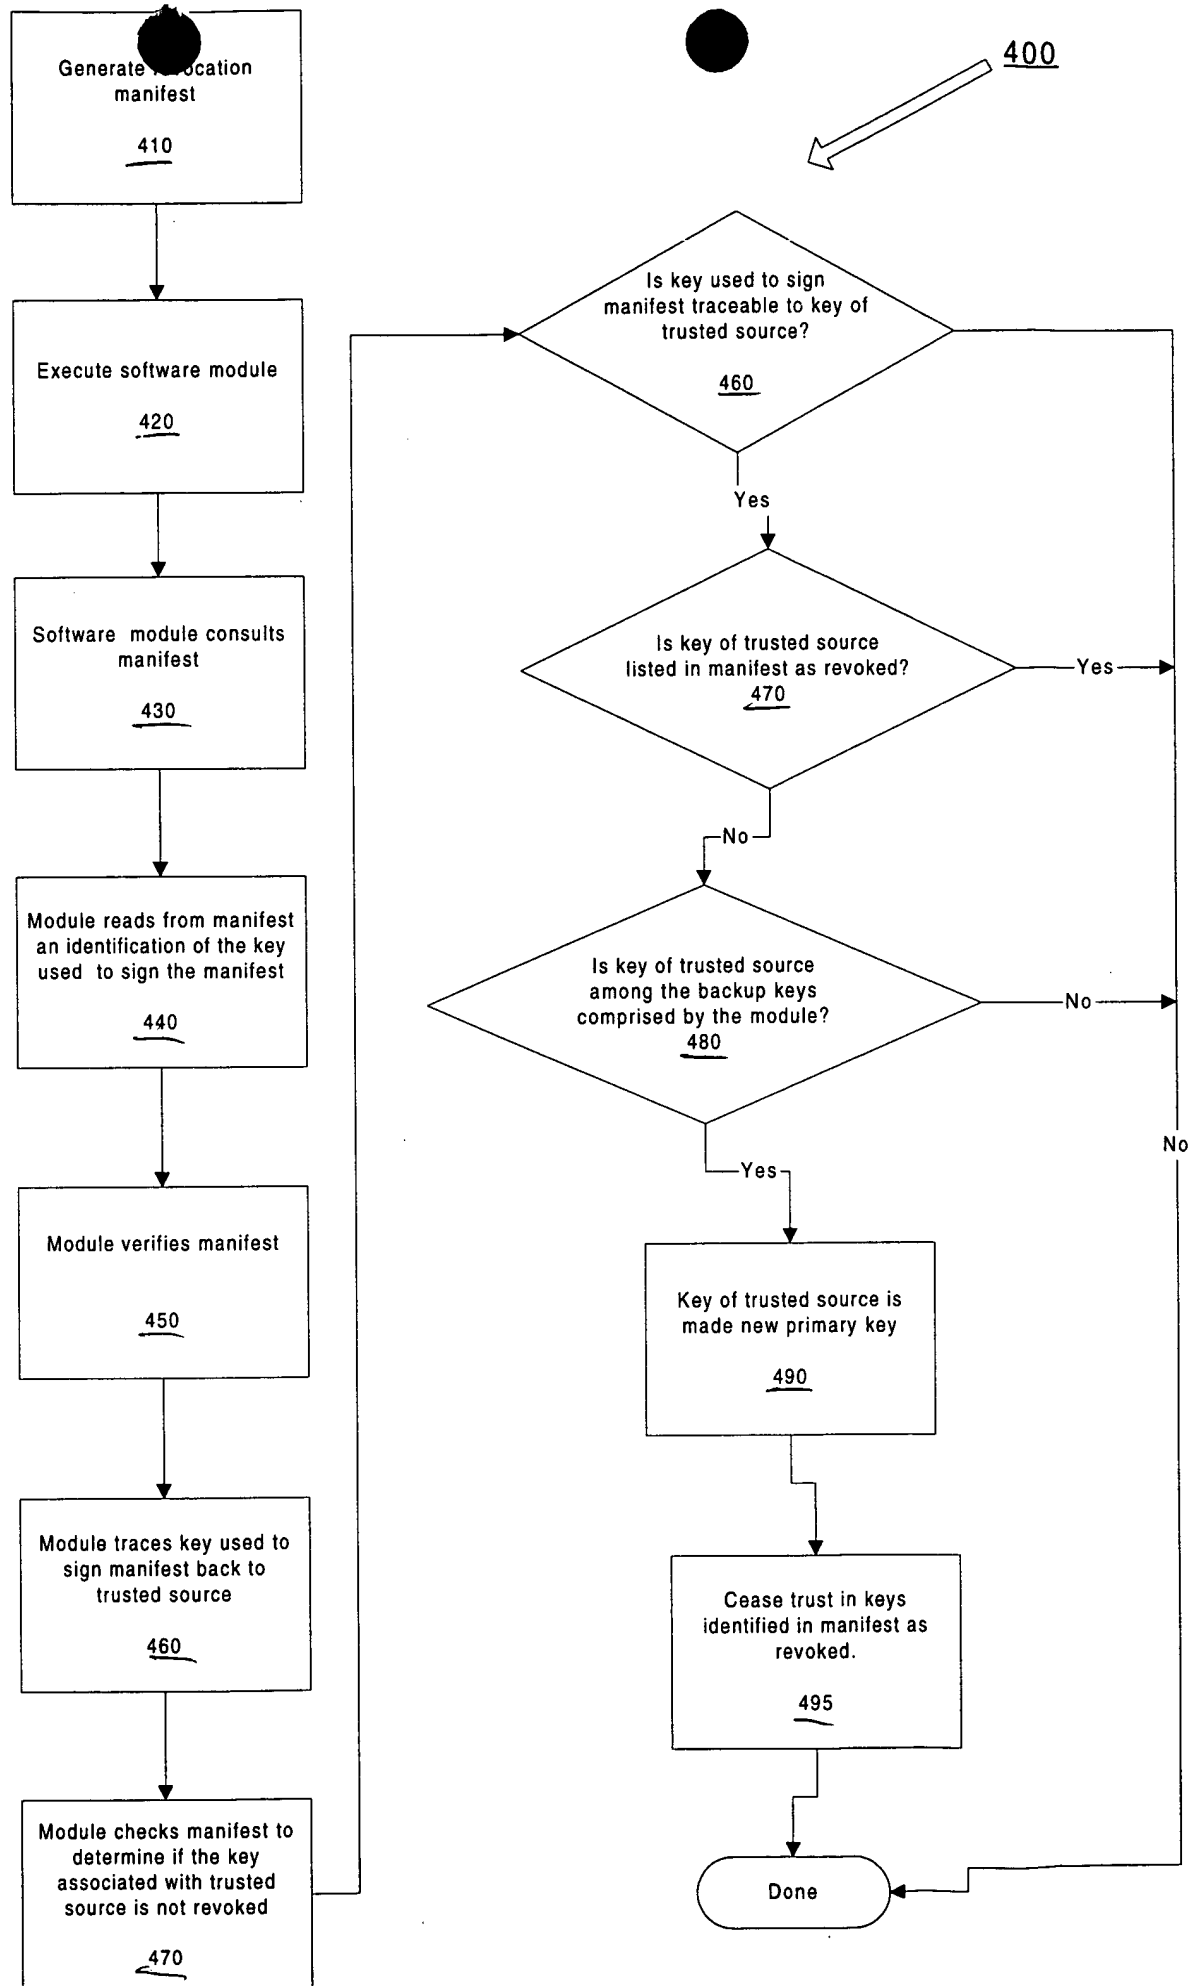 Generate
manifest
410
Execute software module
420
Software module consults
manifest
430
Module reads from manifest
an identification of the key
used to sign the manifest
440
Module verifies manifest
450
Module traces key used to
sign manifest back to
trusted source
460
Module checks manifest to
determine if the key
associated with trusted
source is not revoked
470
400
Is key used to sign
manifest traceable to key of
trusted source?
460
Yes
Is key of trusted source
listed in manifest as revoked?
470
Yes
No
Is key of trusted source
among the backup keys
comprised by the module?
480
No
No
Yes
Key of trusted source is
made new primary key
490
Cease trust in keys
identified in manifest as
revoked.
495
Done